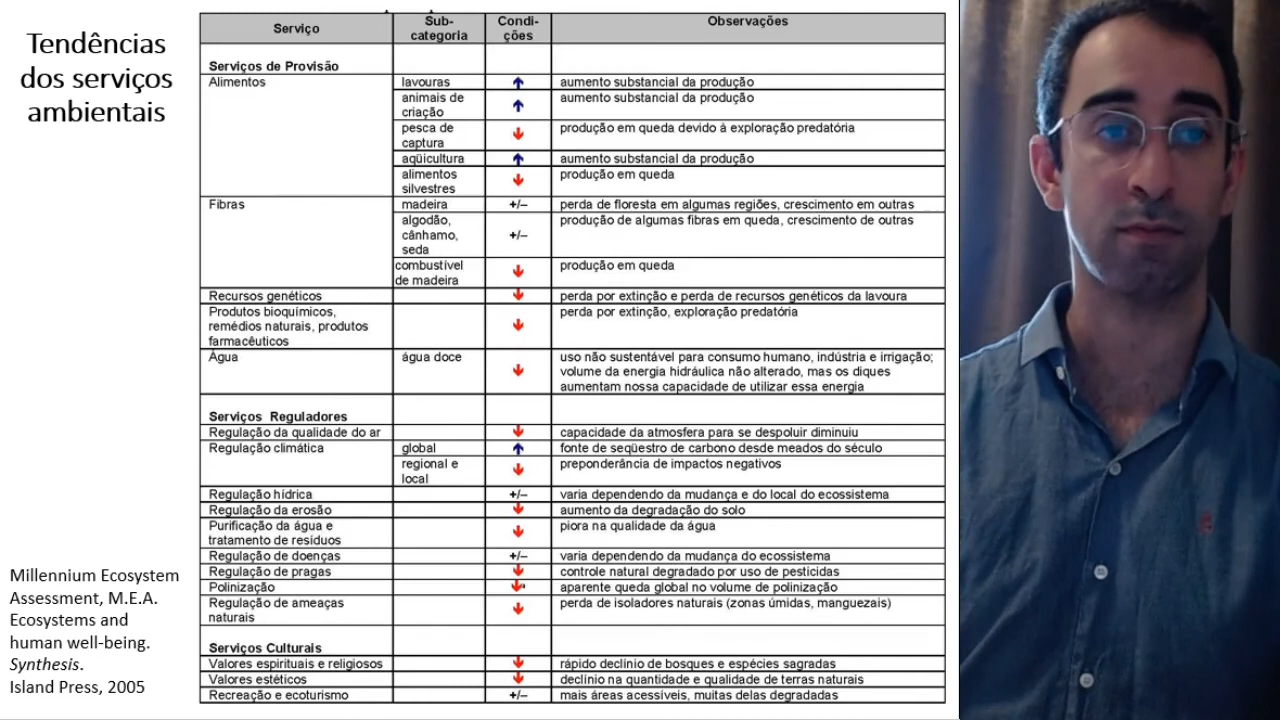 Tendências
dos serviços
ambientais
Serviço
Sub-
categoria
Condi-
ções
Observações
Serviços de Provisão
Alimentos
lavouras
aumento substancial da produção
animais de
criação
aumento substancial da produção
pesca de
captura
produção em queda devido à exploração predatória
aqüicultura
aumento substancial da produção
alimentos
silvestres
produção em queda
Fibras
madeira
+/–
perda de floresta em algumas regiões, crescimento em outras
algodão,
cânhamo,
seda
+/–
produção de algumas fibras em queda, crescimento de outras
combustível
de madeira
produção em queda
Recursos genéticos
perda por extinção e perda de recursos genéticos da lavoura
Produtos bioquímicos,
remédios naturais, produtos
farmacêuticos
perda por extinção, exploração predatória
Água
água doce
uso não sustentável para consumo humano, indústria e irrigação;
volume da energia hidráulica não alterado, mas os diques
aumentam nossa capacidade de utilizar essa energia
Serviços Reguladores
Regulação da qualidade do ar
capacidade da atmosfera para se despoluir diminuiu
Regulação climática
global
fonte de seqüestro de carbono desde meados do século
regional e
local
preponderância de impactos negativos
Regulação hídrica
+/–
varia dependendo da mudança e do local do ecossistema
Regulação da erosão
aumento da degradação do solo
Purificação da água e
tratamento de resíduos
piora na qualidade da água
Regulação de doenças
+/–
varia dependendo da mudança do ecossistema
Regulação de pragas
controle natural degradado por uso de pesticidas
Polinização
aparente queda global no volume de polinização
Regulação de ameaças
naturais
perda de isoladores naturais (zonas úmidas, manguezais)
Serviços Culturais
Valores espirituais e religiosos
rápido declínio de bosques e espécies sagradas
Valores estéticos
declínio na quantidade e qualidade de terras naturais
Recreação e ecoturismo
+/–
mais áreas acessíveis, muitas delas degradadas
Millennium Ecosystem
Assessment, M.E.A.
Ecosystems and
human well-being.
Synthesis.
Island Press, 2005